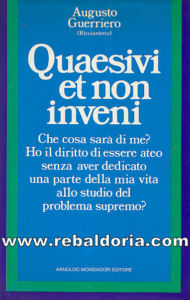 Augusto
Guerriero
(Ricciardetto)
Quaesivi
et non
inveni
Che cosa sarà di me?
Ho il diritto di essere ateo
senza aver dedicato
una parte della mia vita
allo studio del
problema supremo?
www.rebaldoria.com
ARNOLDO MONDADORI EDITORE